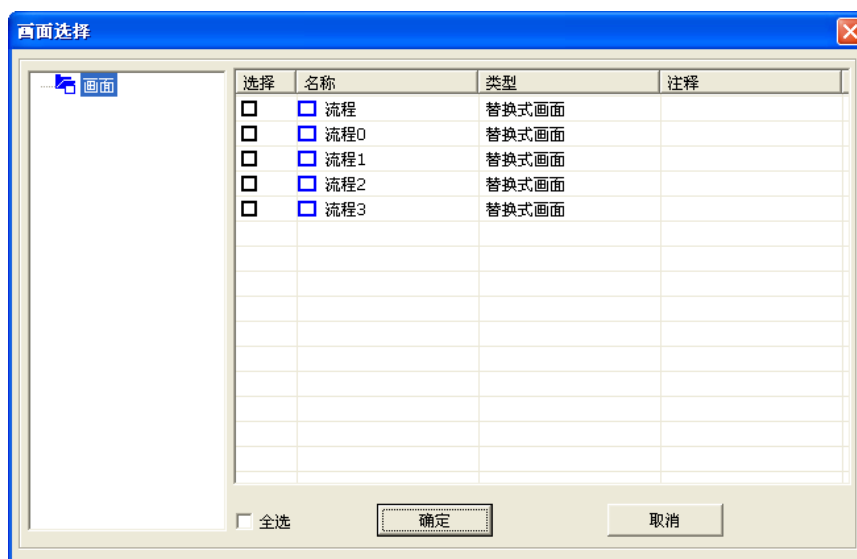 画面选择
画面
选择 名称 类型 注释
流程 替换式画面
流程0 替换式画面
流程1 替换式画面
流程2 替换式画面
流程3 替换式画面
全选 确定 取消